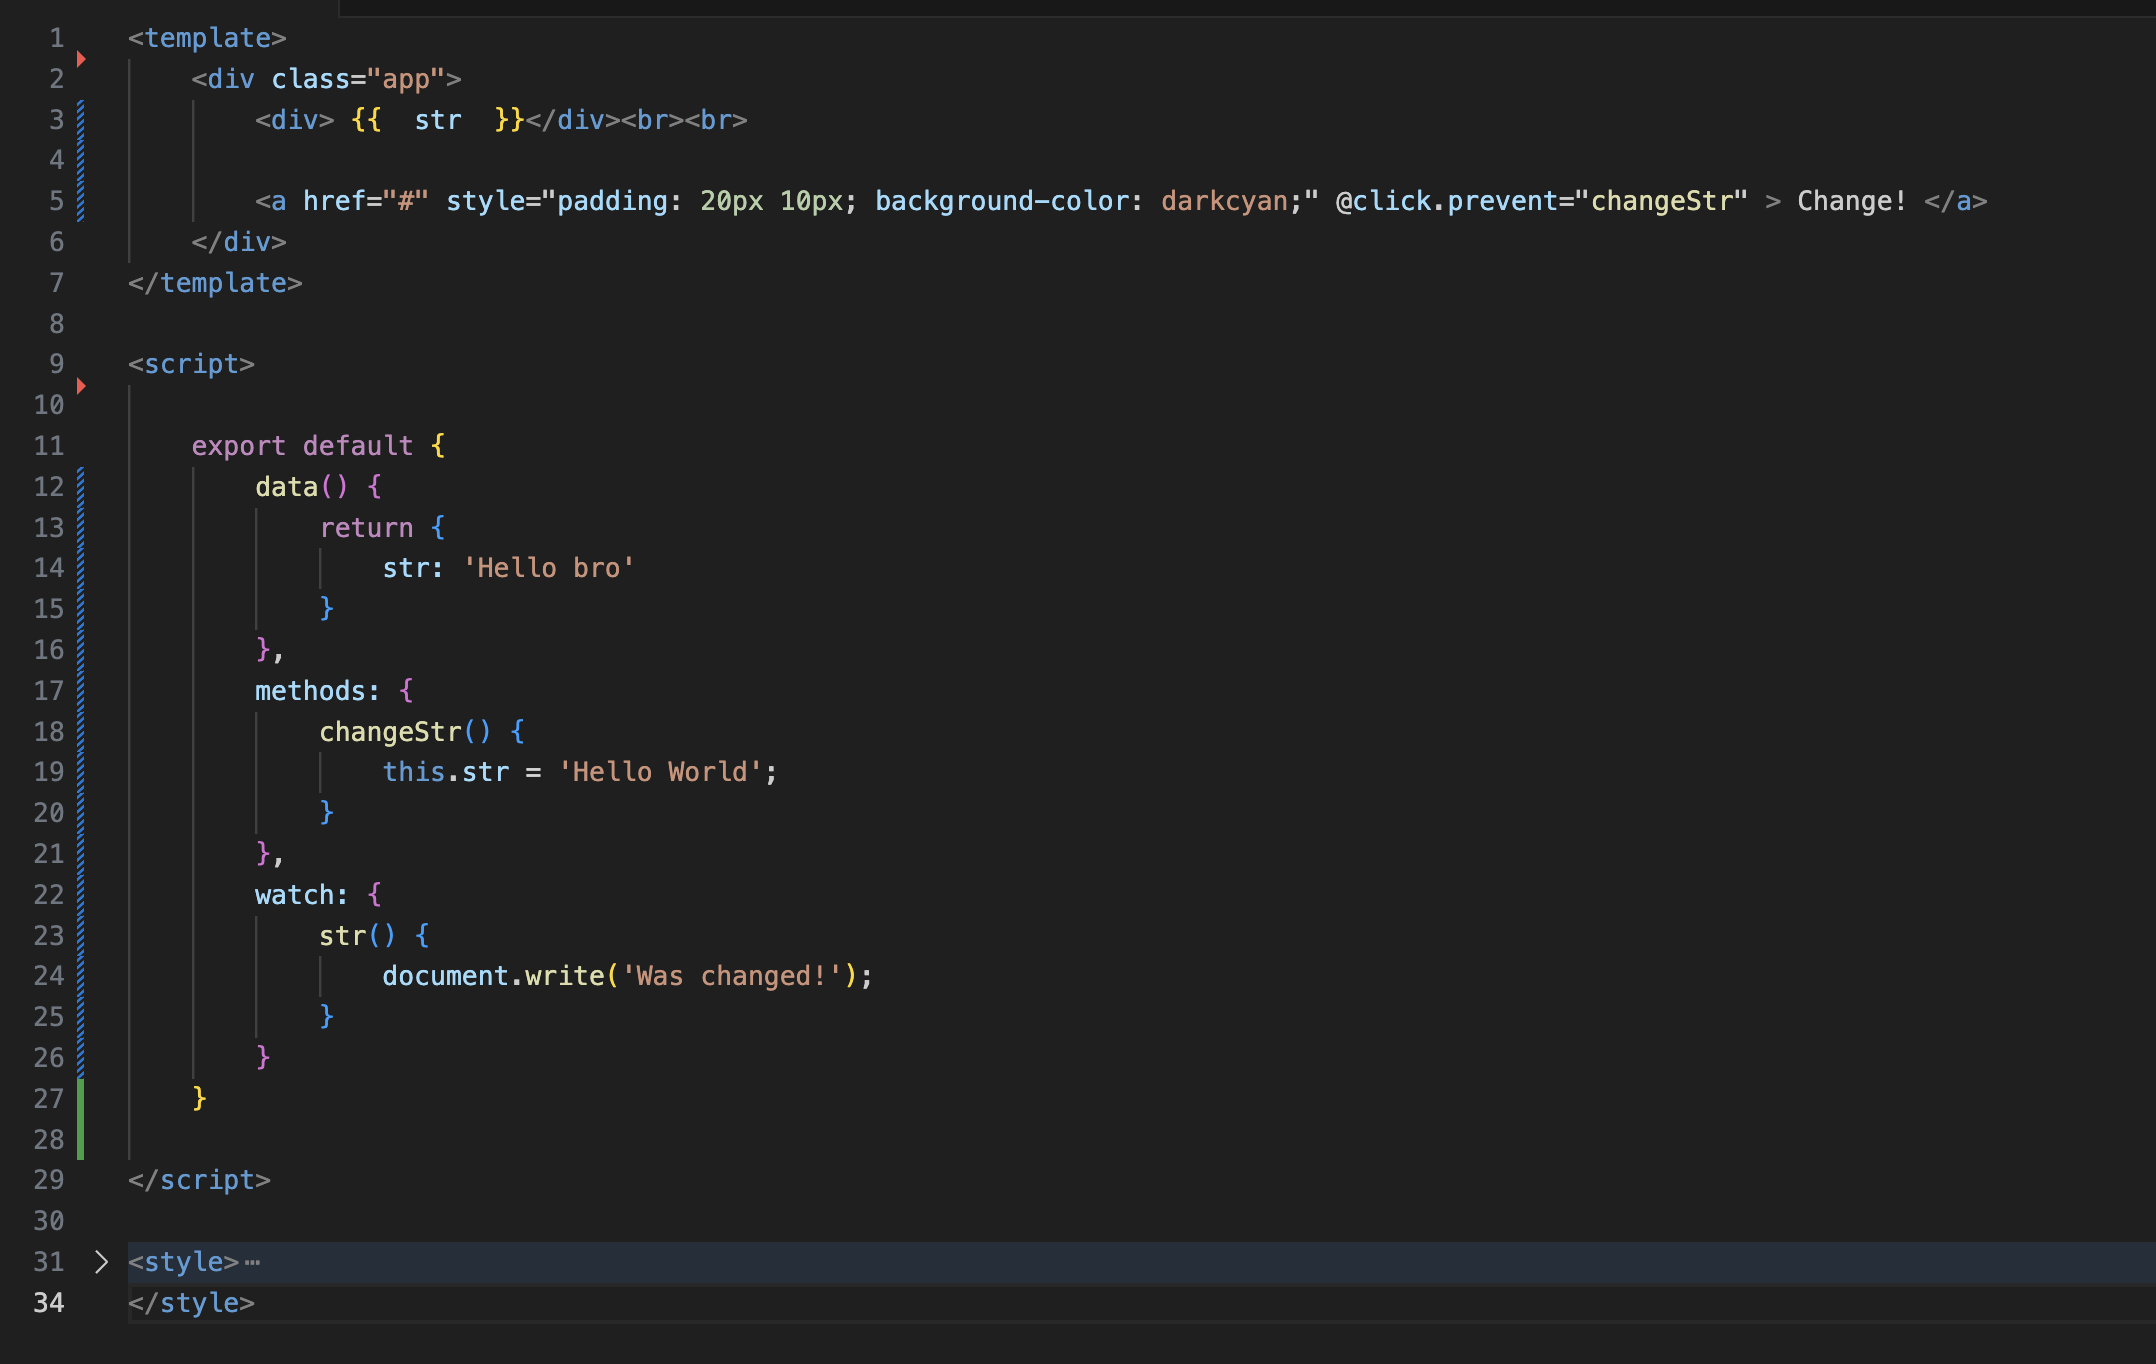 1 <template>
2     <div class="app">
3         <div> {{  str  }}</div><br><br>
4
5         <a href="#" style="padding: 20px 10px; background-color: darkcyan;" @click.prevent="changeStr" > Change! </a>
6     </div>
7 </template>
8
9 <script>
10
11     export default {
12         data() {
13             return {
14                 str: 'Hello bro'
15             }
16         },
17         methods: {
18             changeStr() {
19                 this.str = 'Hello World';
20             }
21         },
22         watch: {
23             str() {
24                 document.write('Was changed!');
25             }
26         }
27     }
28
29 </script>
30
31 <style>…
34 </style>